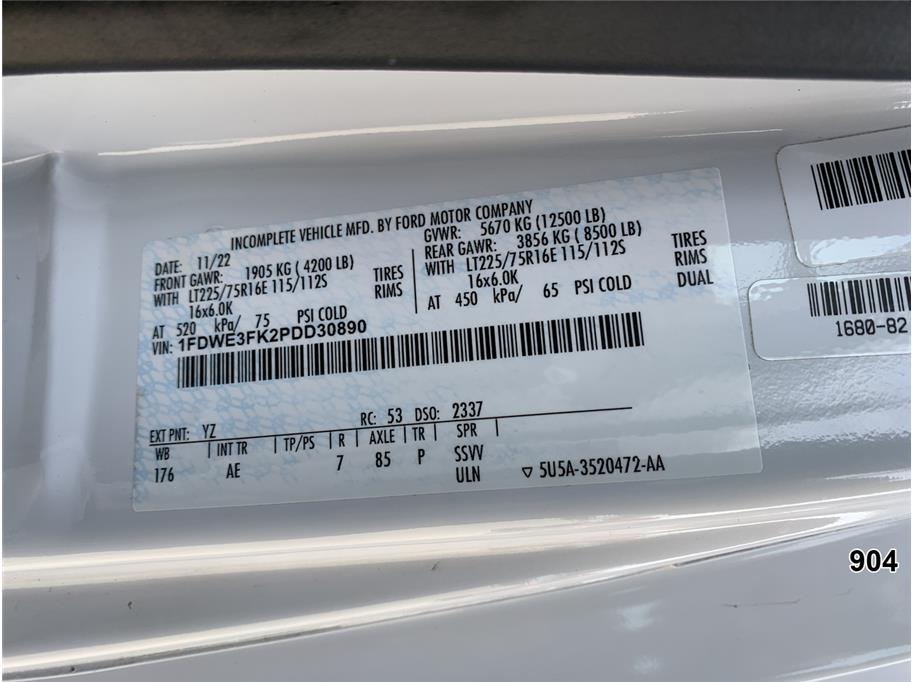 INCOMPLETE VEHICLE MFD. BY FORD MOTOR COMPANY
DATE: 11/22
GVWR: 5670 KG (12500 LB)
FRONT GAWR: 1905 KG ( 4200 LB)
REAR GAWR: 3856 KG ( 8500 LB)
WITH LT225/75R16E 115/112S TIRES
WITH LT225/75R16E 115/112S TIRES
16x6.0K RIMS
16x6.0K RIMS
AT 520 kPa/ 75 PSI COLD
AT 450 kPa/ 65 PSI COLD DUAL
VIN: 1FDWE3FK2PDD30890
EXT PNT: YZ RC: 53 DSO: 2337
WB | INT TR | TP/PS | R | AXLE | TR | SPR |
176 AE 7 85 P SSVV
ULN
5U5A-3520472-AA
1680-82
904